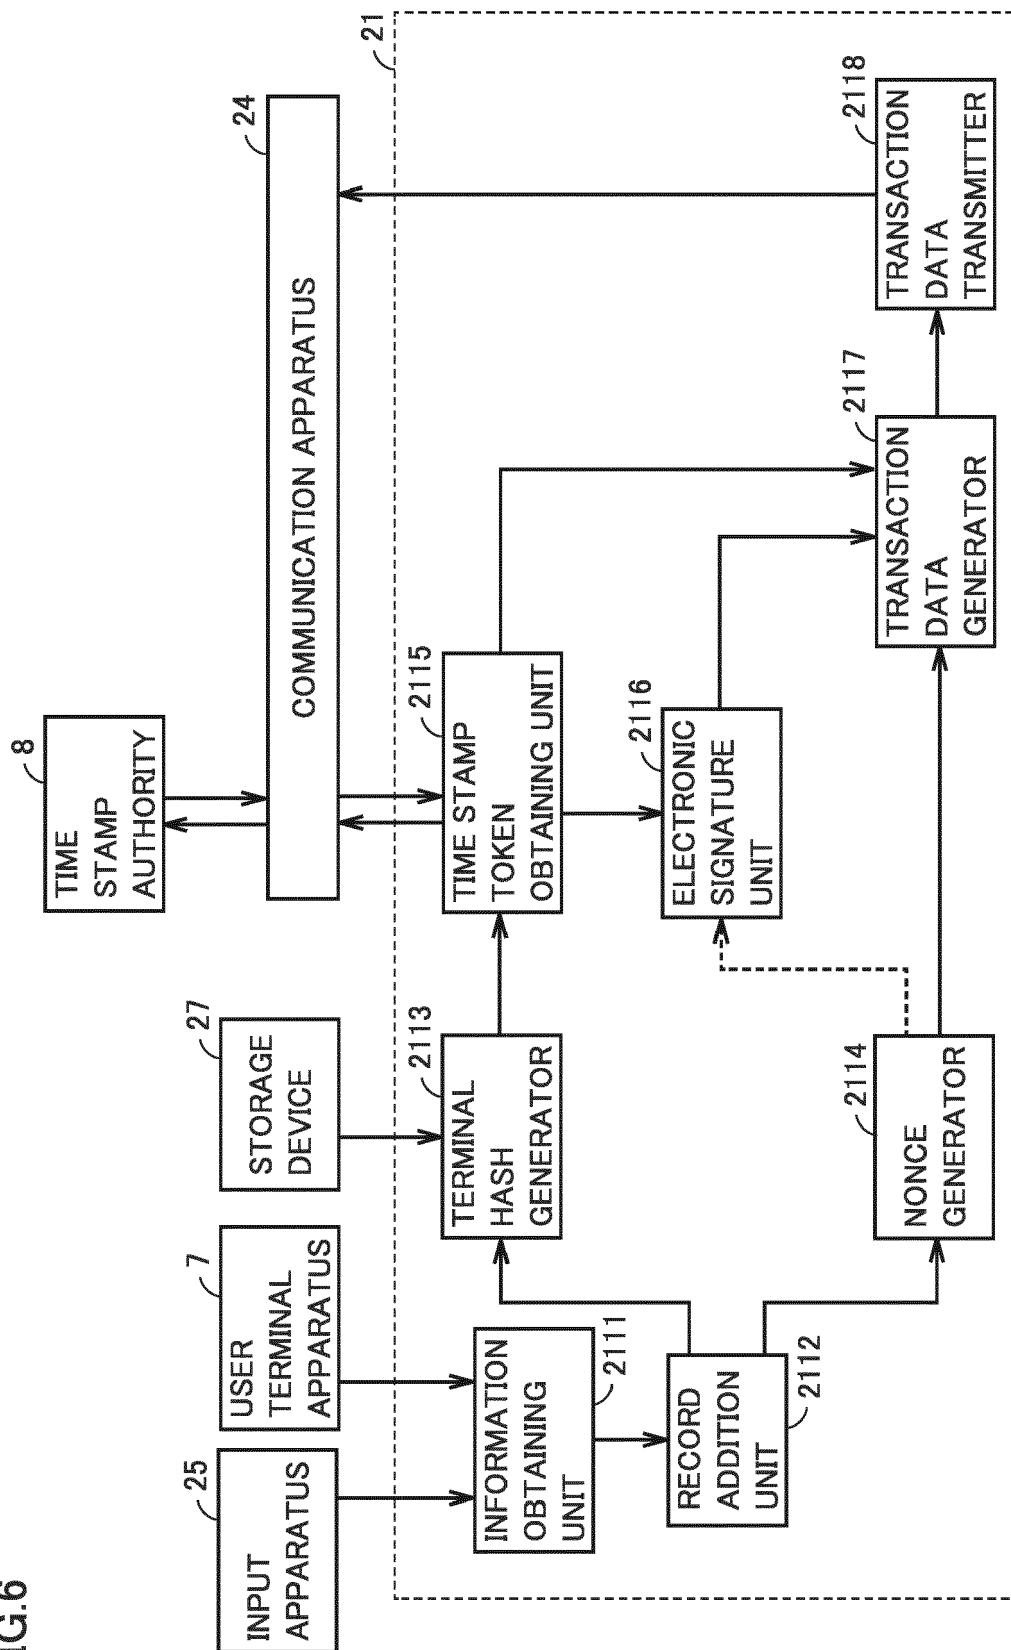 FIG.6
INPUT
APPARATUS
25
USER
TERMINAL
APPARATUS
7
STORAGE
DEVICE
27
TIME
STAMP
AUTHORITY
8
COMMUNICATION APPARATUS
24
21
INFORMATION
OBTAINING
UNIT
2111
RECORD
ADDITION
UNIT
2112
TERMINAL
HASH
GENERATOR
2113
NONCE
GENERATOR
2114
TIME STAMP
TOKEN
OBTAINING UNIT
2115
ELECTRONIC
SIGNATURE
UNIT
2116
TRANSACTION
DATA
GENERATOR
2117
TRANSACTION
DATA
TRANSMITTER
2118